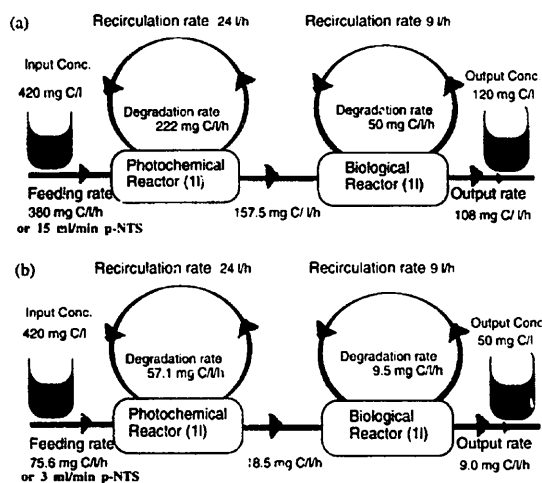 (a)
Recirculation rate 24 l/h
Recirculation rate 9 l/h
Input Conc.
420 mg C/l
Output Conc
120 mg C/l
Degradation rate
222 mg C/l/h
Degradation rate
50 mg C/l/h
Photochemical
Reactor (1l)
Biological
Reactor (1l)
Feeding rate
380 mg C/l/h
or 15 ml/min p-NTS
157.5 mg C/ l/h
Output rate
108 mg C/ l/h
(b)
Recirculation rate 24 l/h
Recirculation rate 9 l/h
Input Conc.
420 mg C/l
Output Conc
50 mg C/l
Degradation rate
57.1 mg C/l/h
Degradation rate
9.5 mg C/l/h
Photochemical
Reactor (1l)
Biological
Reactor (1l)
Feeding rate
75.6 mg C/l/h
or 3 ml/min p-NTS
18.5 mg C/l/h
Output rate
9.0 mg C/l/h